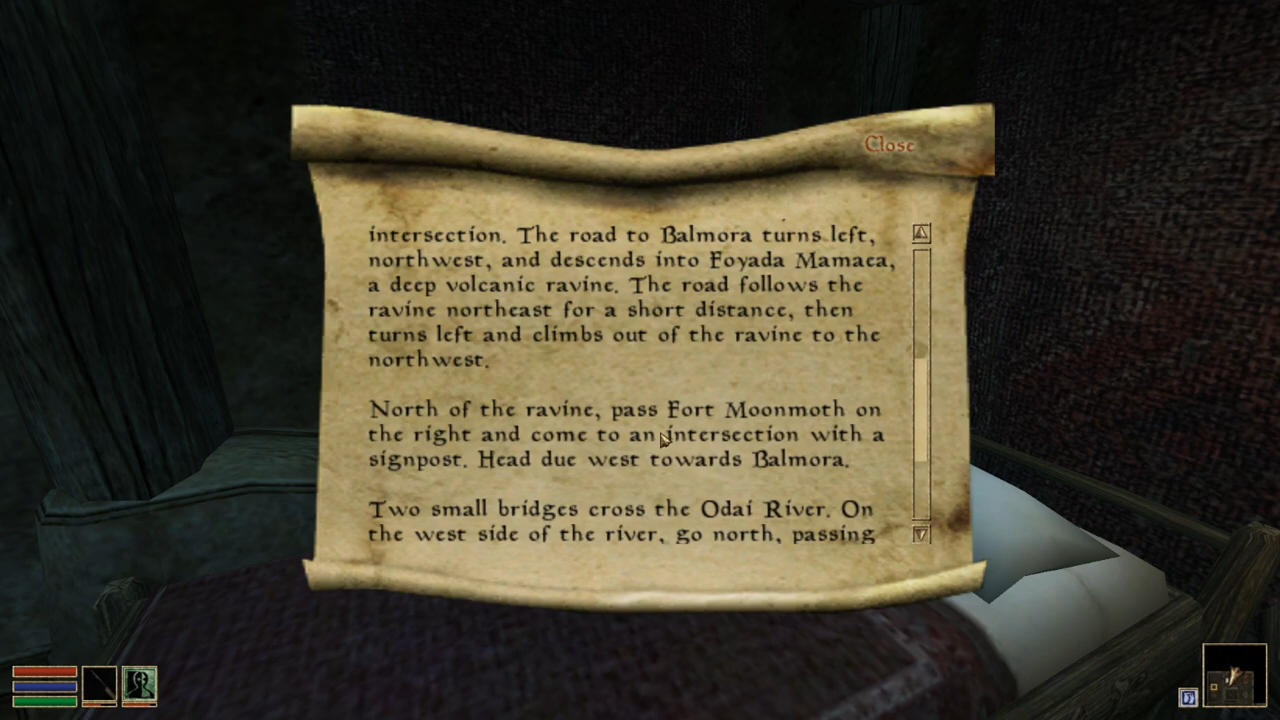 Close
intersection. The road to Balmora turns left,
northwest, and descends into Foyada Mamaea,
a deep volcanic ravine. The road follows the
ravine northeast for a short distance, then
turns left and climbs out of the ravine to the
northwest.
North of the ravine, pass Fort Moonmoth on
the right and come to an intersection with a
signpost. Head due west towards Balmora.
Two small bridges cross the Odai River. On
the west side of the river, go north, passing